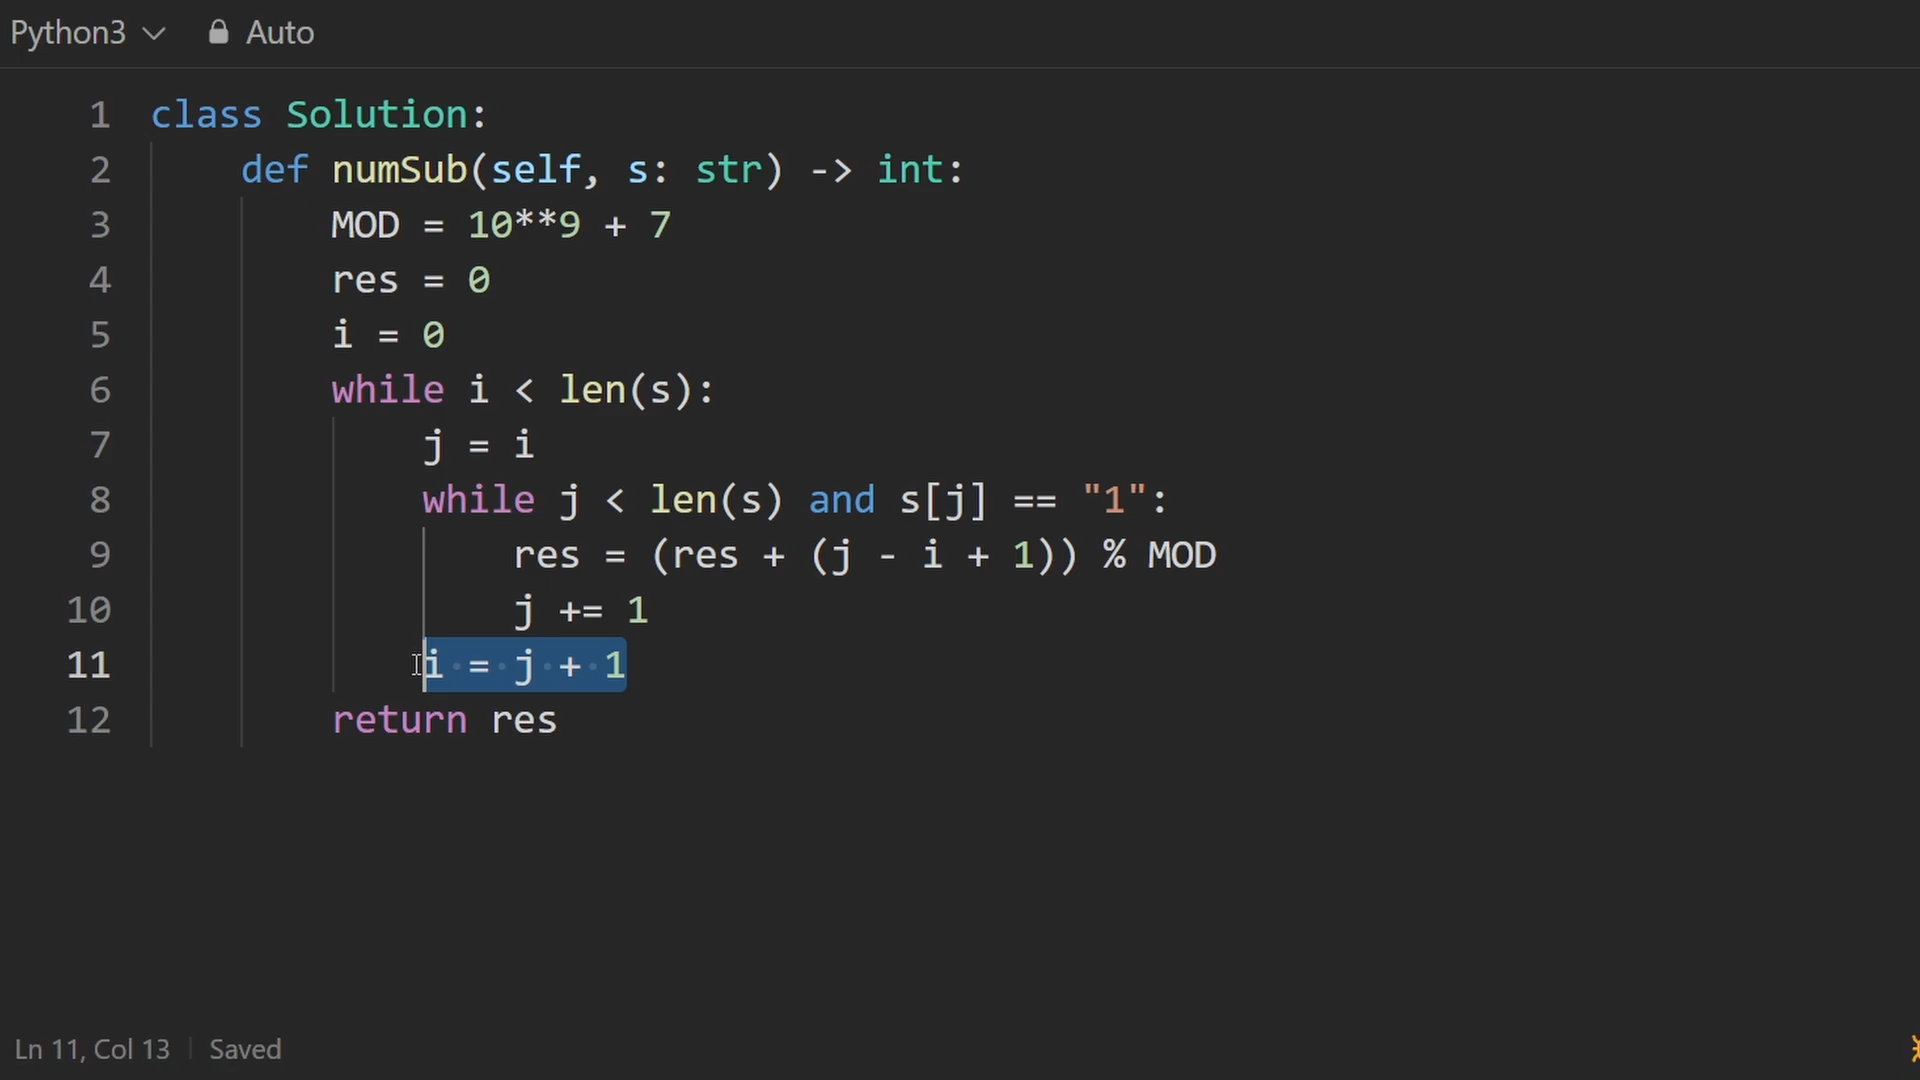 Python3 Auto
1 class Solution:
2 def numSub(self, s: str) -> int:
3 MOD = 10**9 + 7
4 res = 0
5 i = 0
6 while i < len(s):
7 j = i
8 while j < len(s) and s[j] == "1":
9 res = (res + (j - i + 1)) % MOD
10 j += 1
11 i = j + 1
12 return res
Ln 11, Col 13 Saved